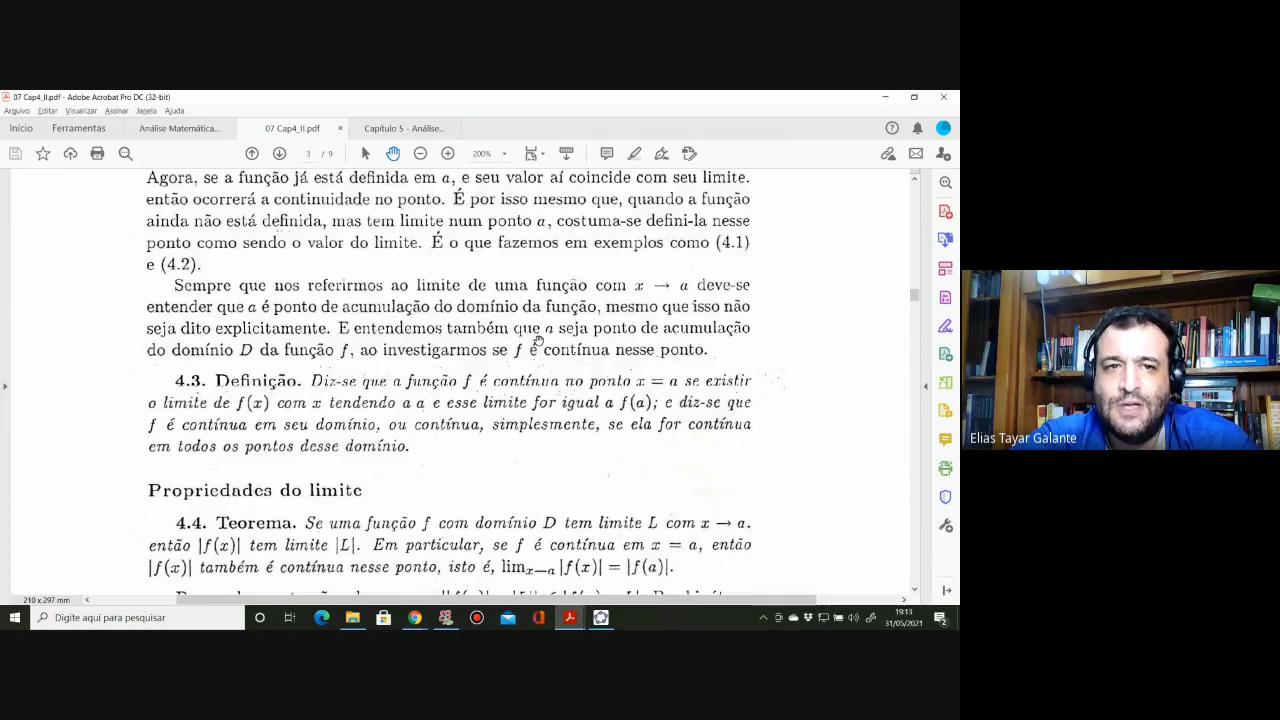 07 Cap4_II.pdf - Adobe Acrobat Pro DC (32-bit)
Arquivo Editar Visualizar Assinar Janela Ajuda
Início Ferramentas Análise Matemática... 07 Cap4_II.pdf × Capítulo 5 - Análise...
3 / 9 200%
Agora, se a função já está definida em a, e seu valor aí coincide com seu limite.
então ocorrerá a continuidade no ponto. É por isso mesmo que, quando a função
ainda não está definida, mas tem limite num ponto a, costuma-se defini-la nesse
ponto como sendo o valor do limite. É o que fazemos em exemplos como (4.1)
e (4.2).
Sempre que nos referirmos ao limite de uma função com x → a deve-se
entender que a é ponto de acumulação do domínio da função, mesmo que isso não
seja dito explicitamente. E entendemos também que a seja ponto de acumulação
do domínio D da função f, ao investigarmos se f é contínua nesse ponto.
4.3. Definição. Diz-se que a função f é contínua no ponto x = a se existir
o limite de f(x) com x tendendo a a e esse limite for igual a f(a); e diz-se que
f é contínua em seu domínio, ou contínua, simplesmente, se ela for contínua
em todos os pontos desse domínio.
Propriedades do limite
4.4. Teorema. Se uma função f com domínio D tem limite L com x → a.
então |f(x)| tem limite |L|. Em particular, se f é contínua em x = a, então
|f(x)| também é contínua nesse ponto, isto é, lim x→a |f(x)| = |f(a)|.
210 x 297 mm
Elias Tayar Galante
Digite aqui para pesquisar
19:13
31/05/2021
2